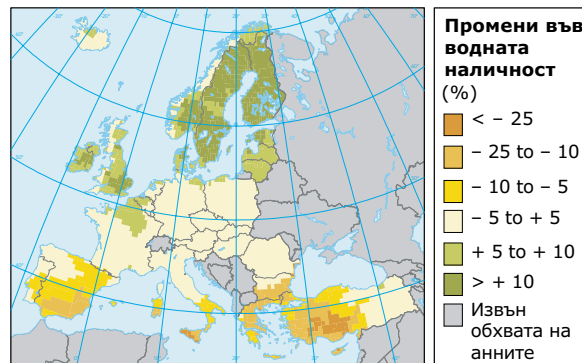 Промени във
водната
наличност
(%)
< – 25
– 25 to – 10
– 10 to – 5
– 5 to + 5
+ 5 to + 10
> + 10
Извън
обхвата на
анните